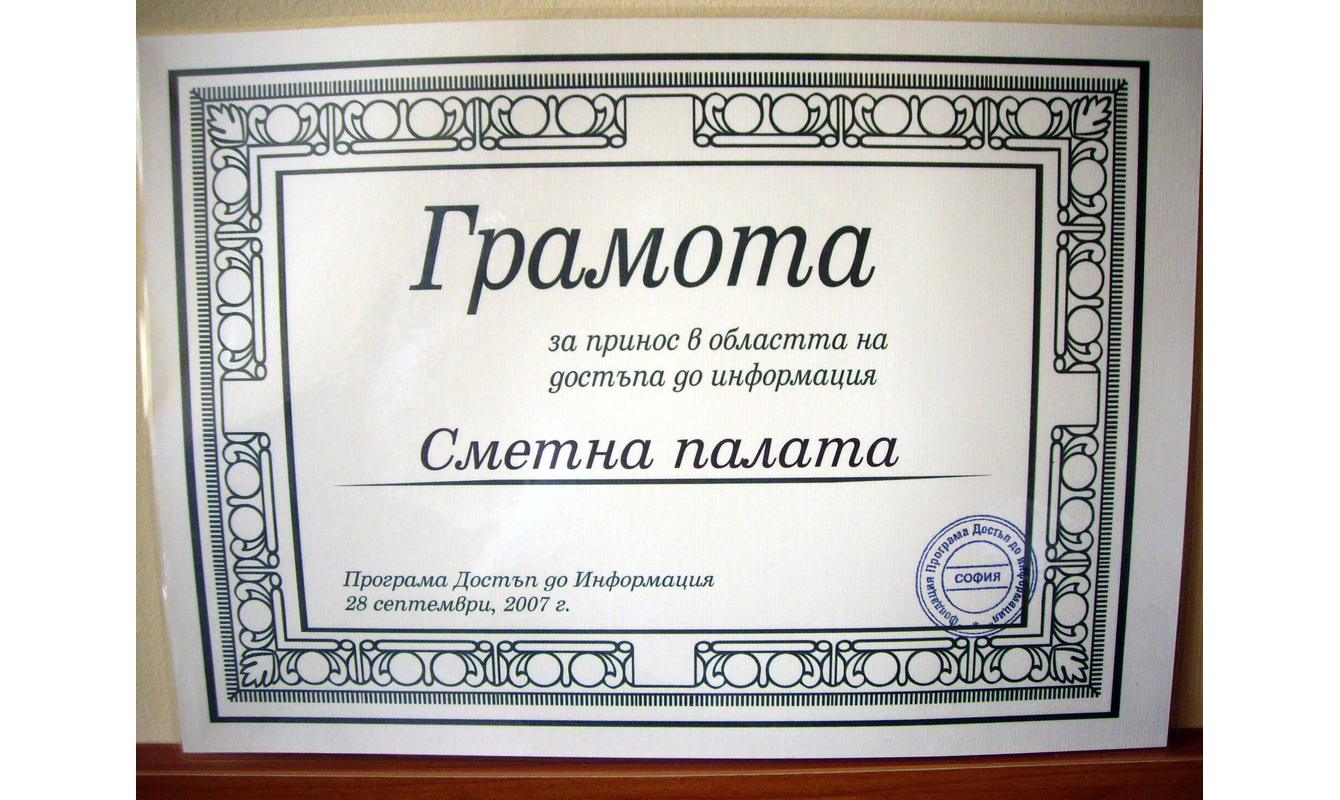 Грамота
за принос в областта на
достъпа до информация
Сметна палата
Програма Достъп до Информация
28 септември, 2007 г.
Фондация Програма Достъп до Информация *
СОФИЯ